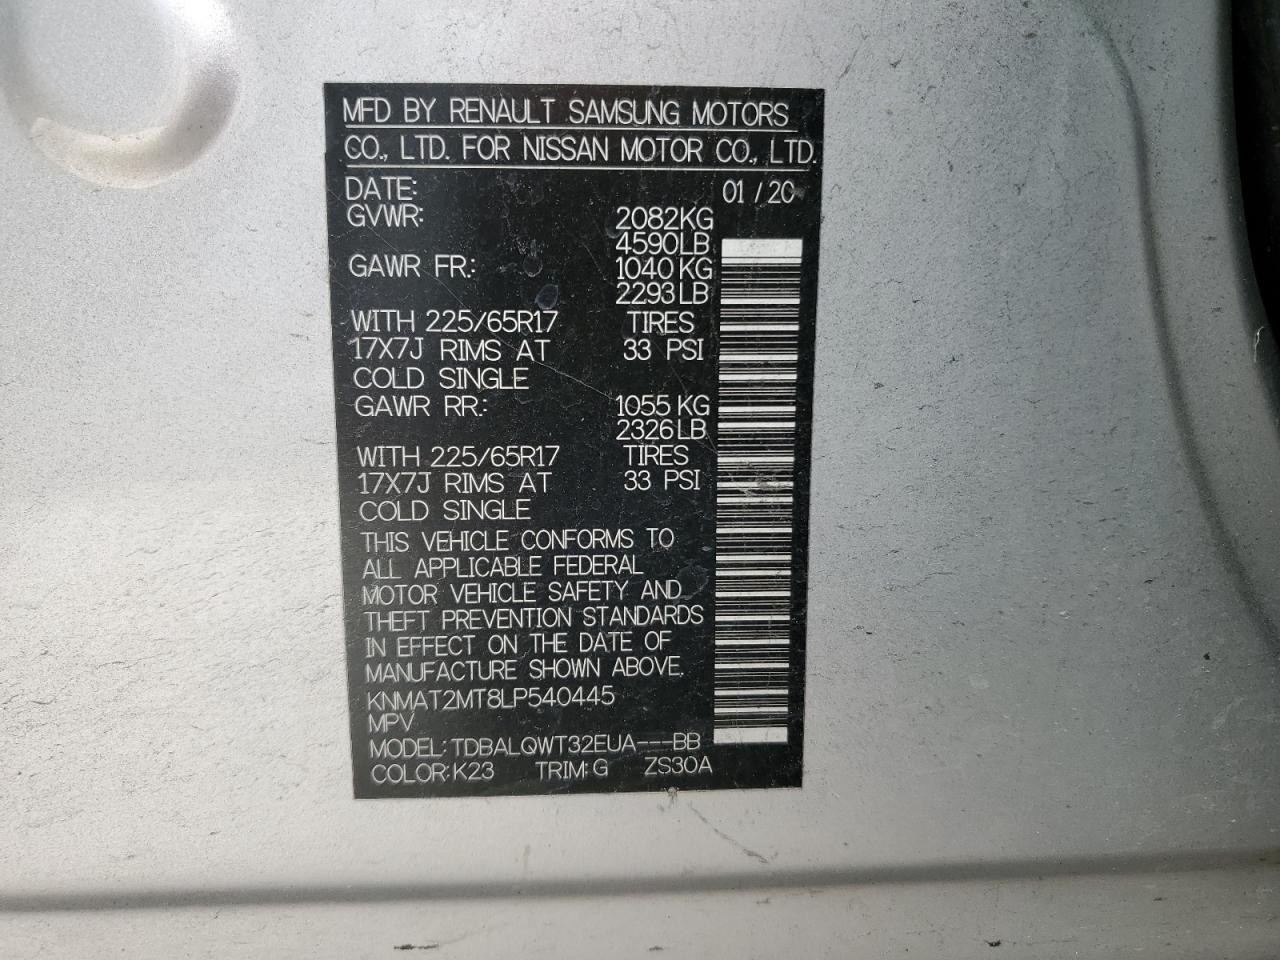 MFD BY RENAULT SAMSUNG MOTORS
CO., LTD. FOR NISSAN MOTOR CO., LTD.
DATE: 01 / 20
GVWR: 2082KG
4590LB
GAWR FR.: 1040 KG
2293 LB
WITH 225/65R17 TIRES
17X7J RIMS AT 33 PSI
COLD SINGLE
GAWR RR.: 1055 KG
2326 LB
WITH 225/65R17 TIRES
17X7J RIMS AT 33 PSI
COLD SINGLE
THIS VEHICLE CONFORMS TO
ALL APPLICABLE FEDERAL
MOTOR VEHICLE SAFETY AND
THEFT PREVENTION STANDARDS
IN EFFECT ON THE DATE OF
MANUFACTURE SHOWN ABOVE.
KNMAT2MT8LP540445
MPV
MODEL: TDBALQWT32EUA---BB
COLOR: K23 TRIM: G ZS30A